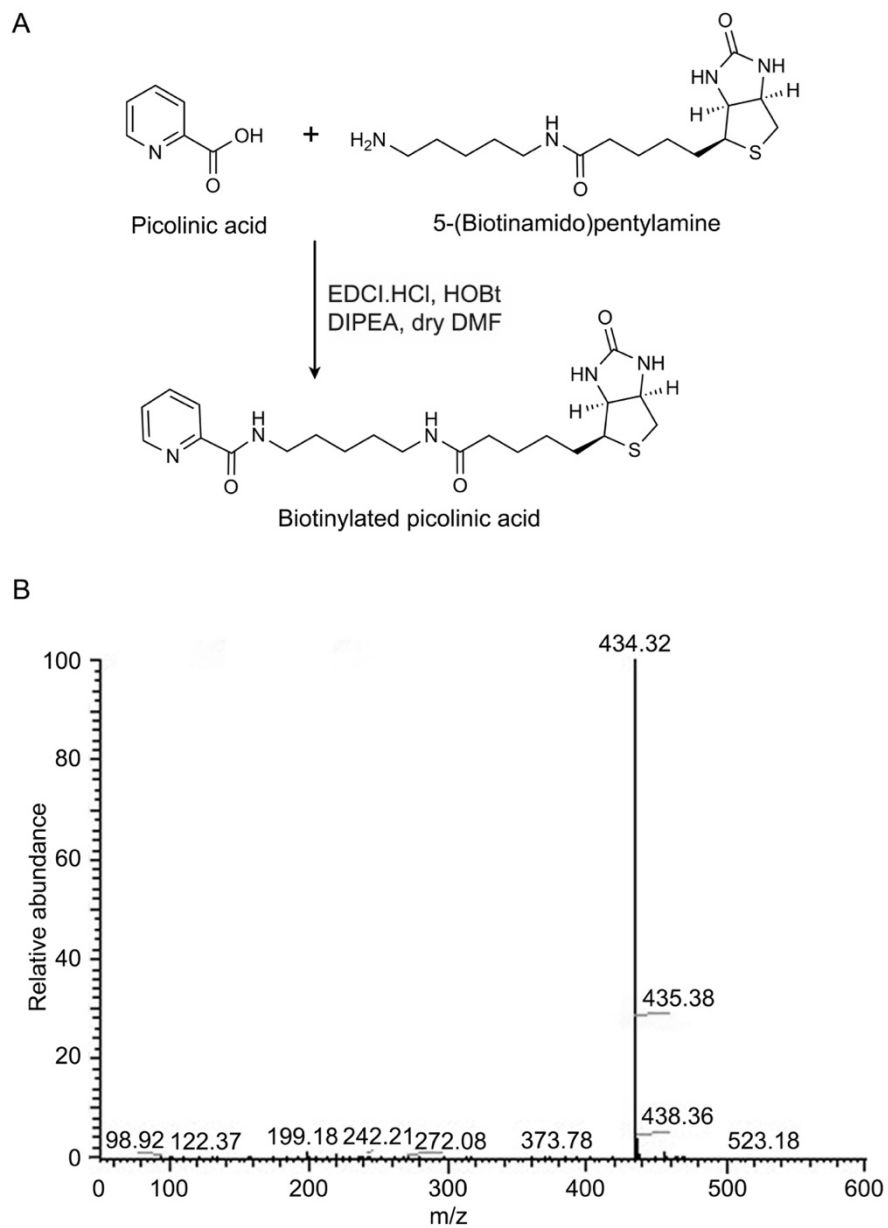 A
O
HN NH
H H
S
N
OH
O
+
H2N
H
N
O
Picolinic acid
5-(Biotinamido)pentylamine
EDCI.HCl, HOBt
DIPEA, dry DMF
O
HN NH
H H
S
N
O
H
N
H
N
O
Biotinylated picolinic acid
B
434.32
100
80
60
40
20
0
Relative abundance
435.38
438.36
98.92 122.37 199.18 242.21 272.08 373.78 523.18
0 200 300 400 500 600
m/z